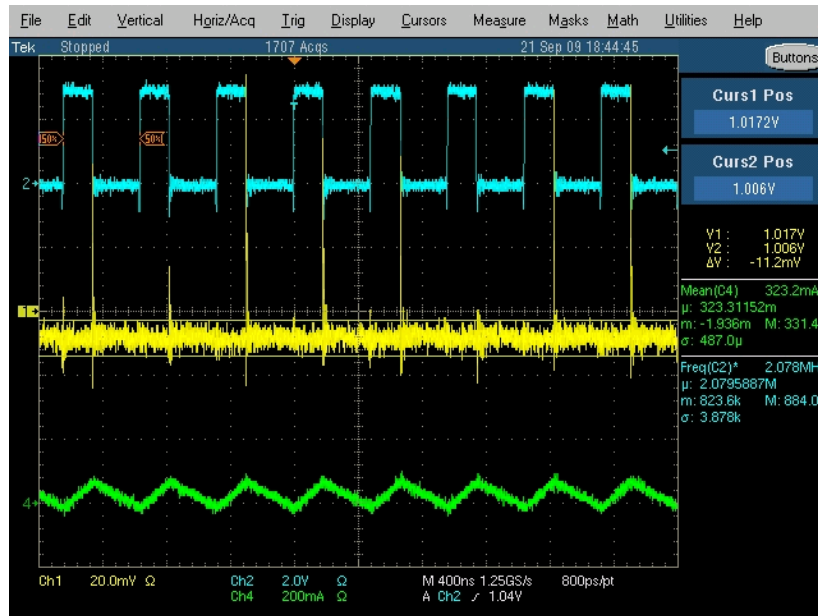 File Edit Vertical Horiz/Acq Trig Display Cursors Measure Masks Math Utilities Help
Tek Stopped 1707 Acqs 21 Sep 09 18:44:45
Buttons
Curs1 Pos
1.0172V
Curs2 Pos
1.006V
V1 : 1.017V
V2 : 1.006V
ΔV : -11.2mV
Mean(C4) 323.2mA
µ: 323.31152m
m: -1.936m M: 331.4
σ: 487.0µ
Freq(C2)* 2.078MH
µ: 2.0795887M
m: 823.6k M: 884.0
σ: 3.878k
50% 50%
T
2
1
4
Ch1 20.0mV Ω Ch2 2.0V Ω M 400ns 1.25GS/s 800ps/pt
Ch4 200mA Ω A Ch2 ⁄ 1.04V